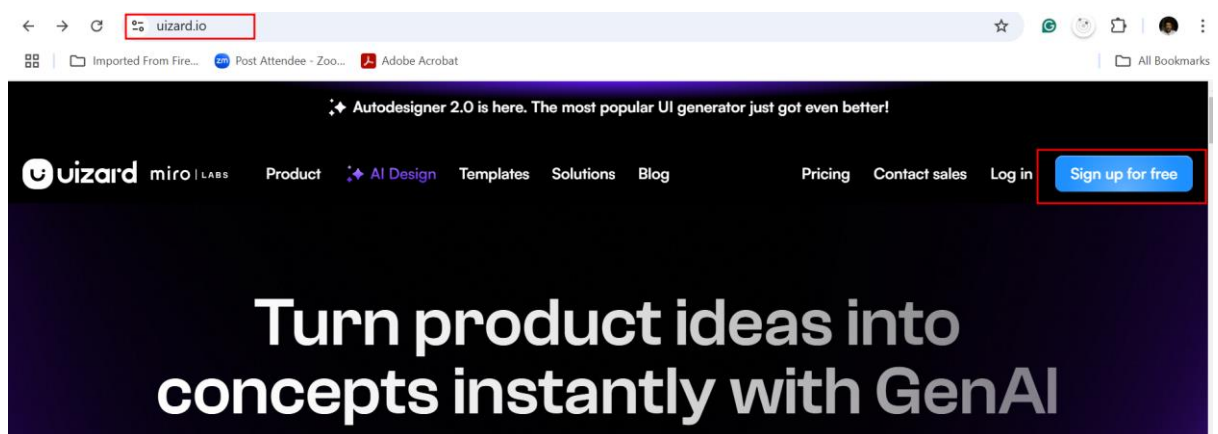 uizard.io
Imported From Fire... zm Post Attendee - Zoo... Adobe Acrobat All Bookmarks
Autodesigner 2.0 is here. The most popular UI generator just got even better!
uizard miro | LABS Product AI Design Templates Solutions Blog Pricing Contact sales Log in Sign up for free
Turn product ideas into
concepts instantly with GenAI